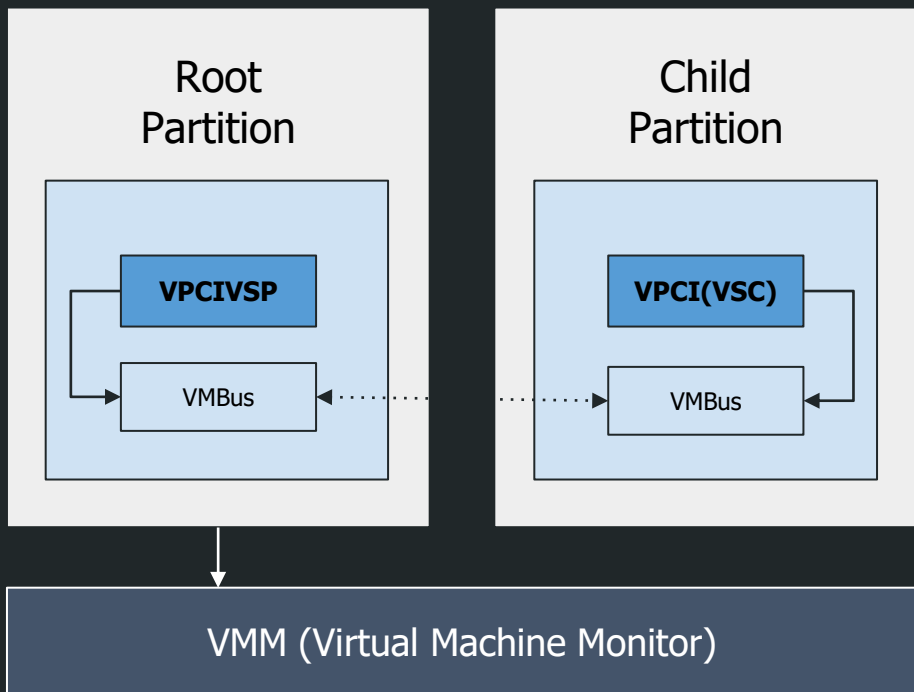 Root
Partition
VPCIVSP
VMBus
Child
Partition
VPCI(VSC)
VMBus
VMM (Virtual Machine Monitor)